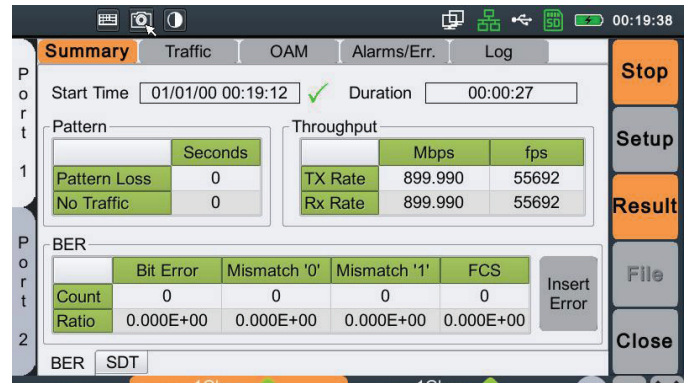 SD 00:19:38
Summary Traffic OAM Alarms/Err. Log
Port 1
Port 2
Start Time 01/01/00 00:19:12 Duration 00:00:27
Pattern
Seconds
Pattern Loss 0
No Traffic 0
Throughput
Mbps fps
TX Rate 899.990 55692
Rx Rate 899.990 55692
BER
Bit Error Mismatch '0' Mismatch '1' FCS
Count 0 0 0 0
Ratio 0.000E+00 0.000E+00 0.000E+00 0.000E+00
Insert
Error
BER SDT
Stop
Setup
Result
File
Close